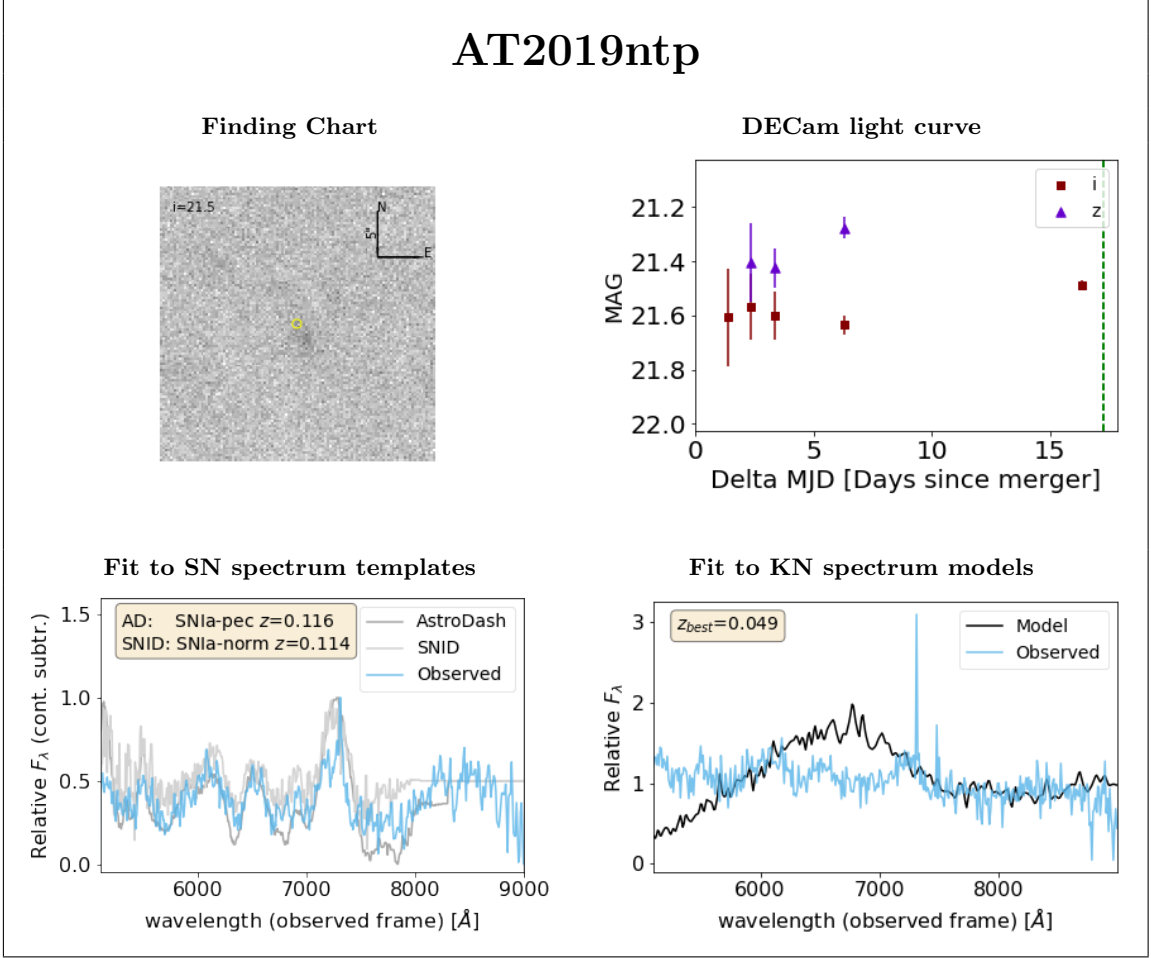 AT2019ntp
Finding Chart
i=21.5
N
5"
E
DECam light curve
i
z
MAG
21.2
21.4
21.6
21.8
22.0
0 5 10 15
Delta MJD [Days since merger]
Fit to SN spectrum templates
AD: SNIa-pec z=0.116
SNID: SNIa-norm z=0.114
AstroDash
SNID
Observed
Relative Fλ (cont. subtr.)
1.5
1.0
0.5
0.0
6000 7000 8000 9000
wavelength (observed frame) [Å]
Fit to KN spectrum models
z_best=0.049
Model
Observed
Relative Fλ
3
2
1
0
6000 7000 8000
wavelength (observed frame) [Å]